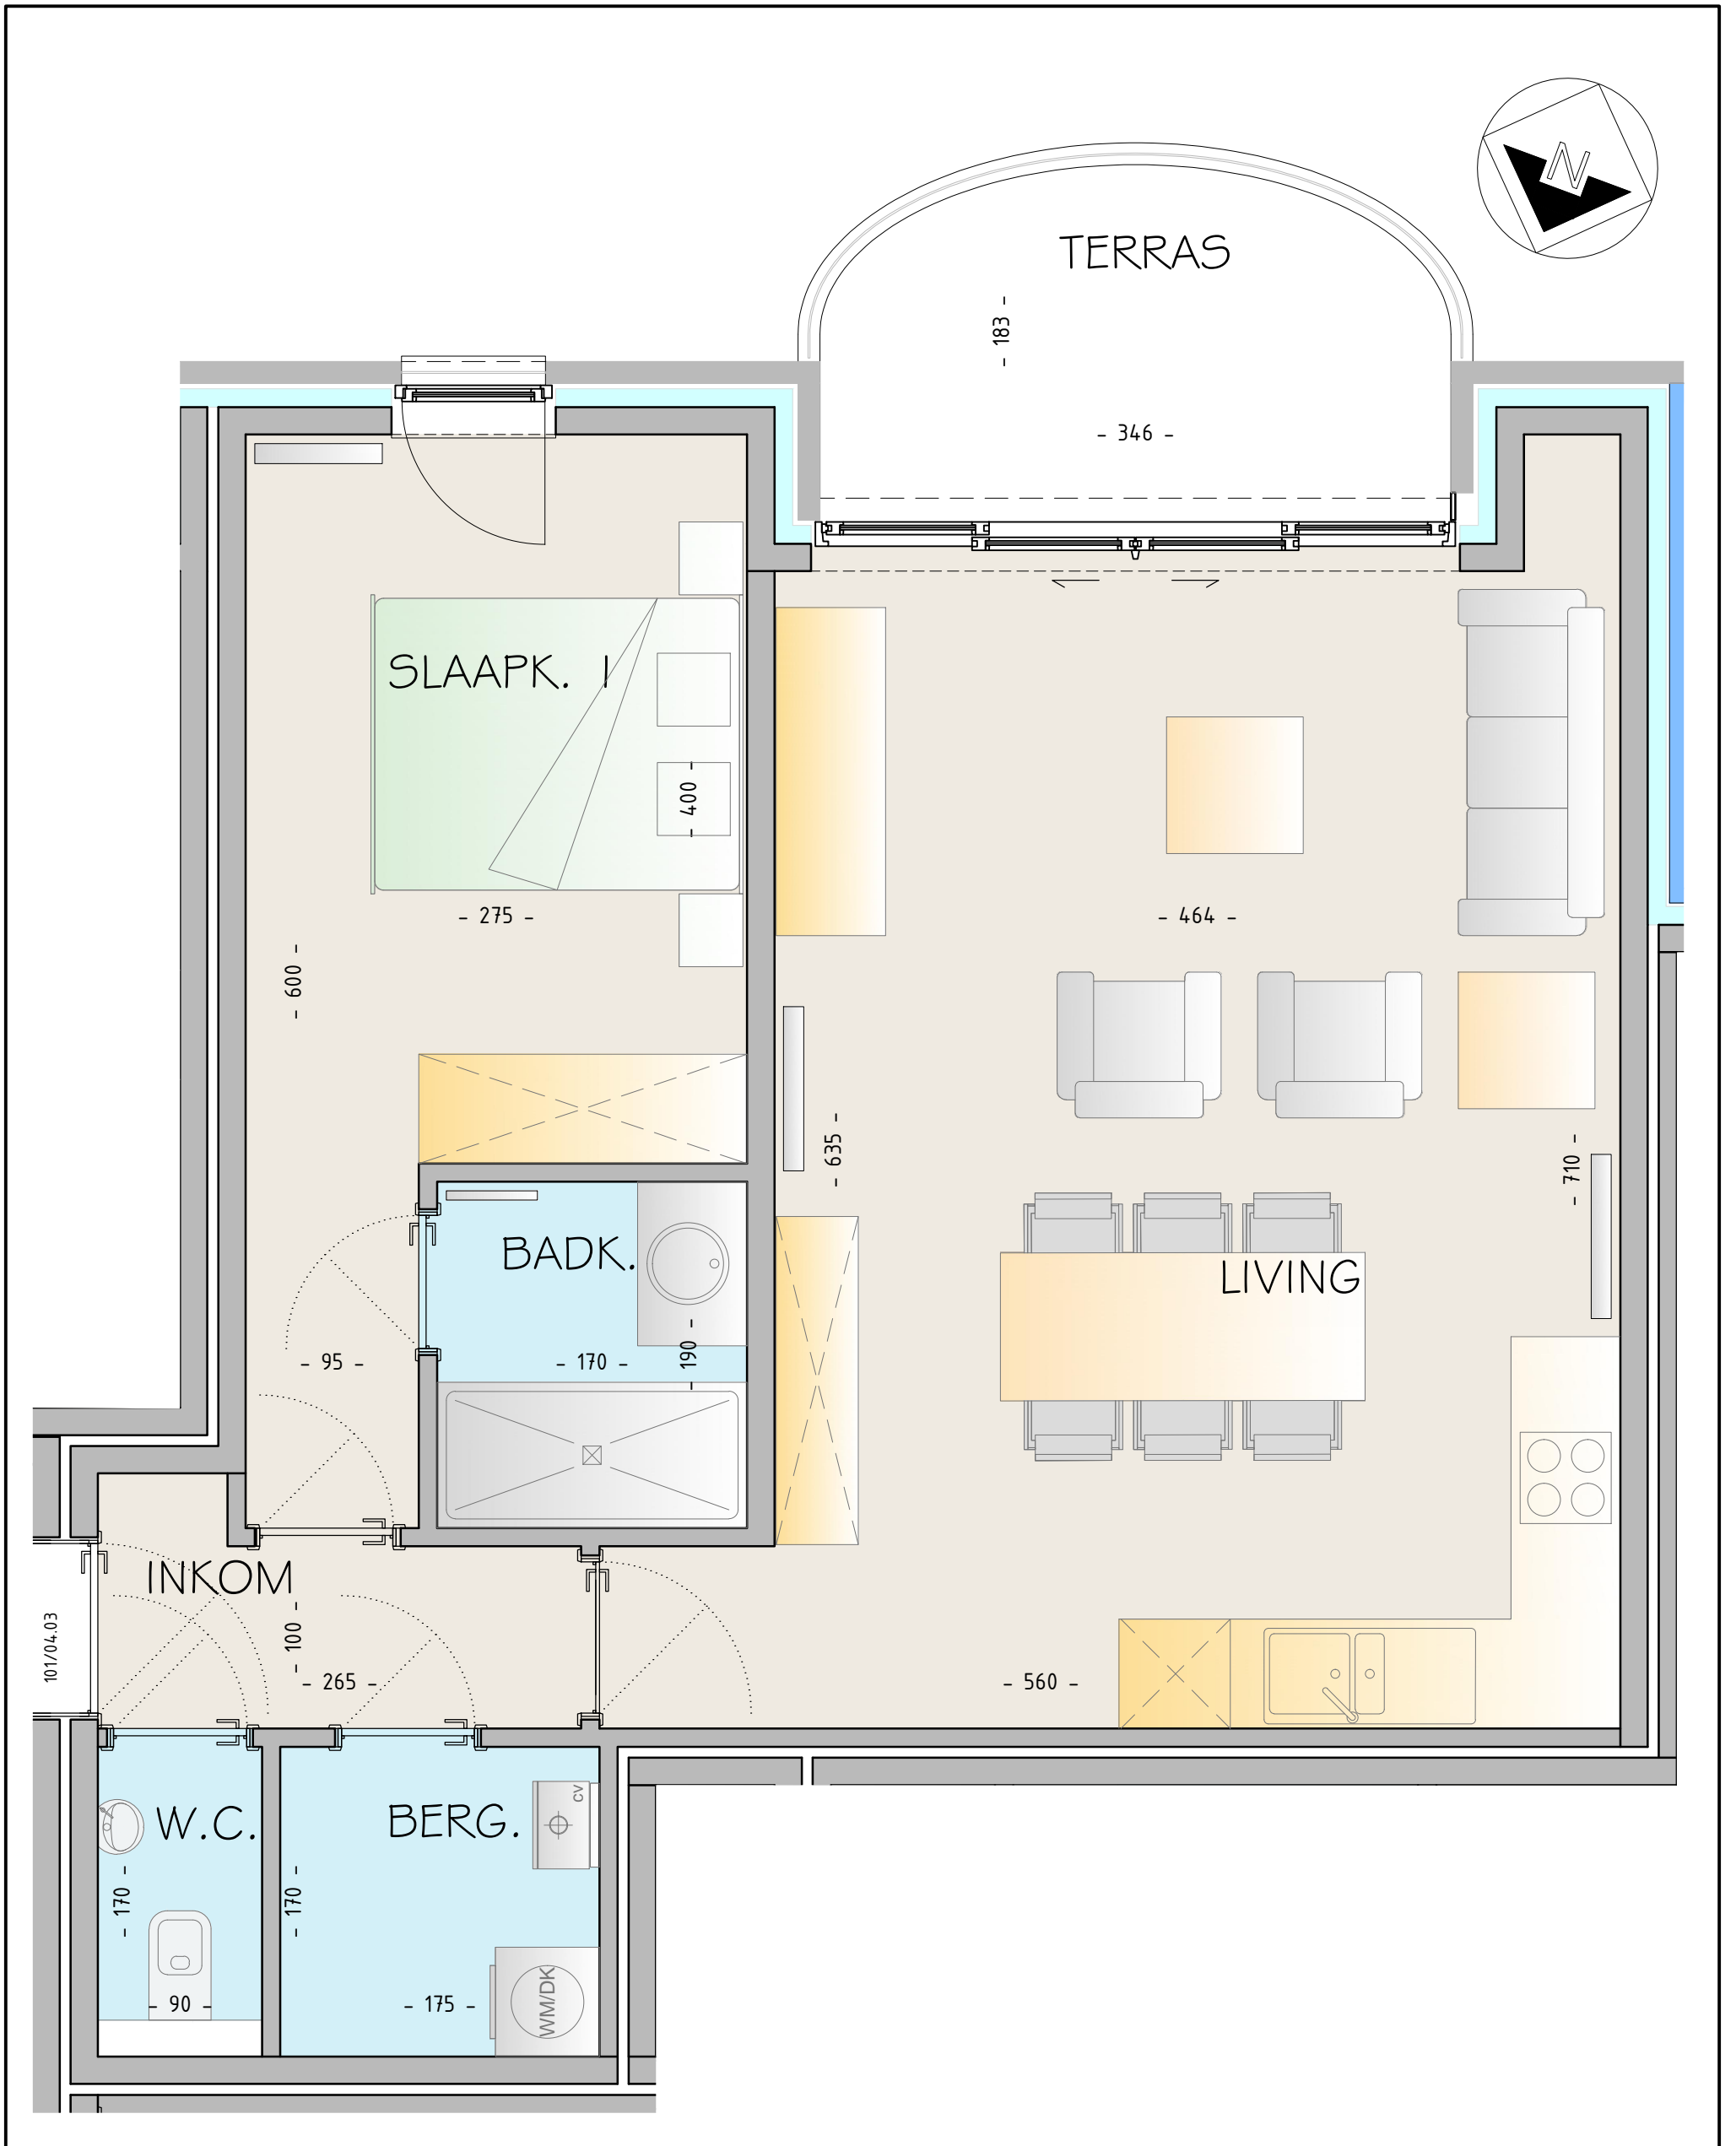 N
TERRAS
- 183 -
- 346 -
SLAAPK. 1
- 400 -
- 275 -
- 464 -
- 600 -
- 635 -
- 710 -
BADK.
LIVING
- 95 -
- 170 -
- 190 -
INKOM
101/04.03
- 100 -
- 265 -
- 560 -
W.C.
BERG.
CV
- 170 -
- 170 -
- 90 -
- 175 -
WM/DK